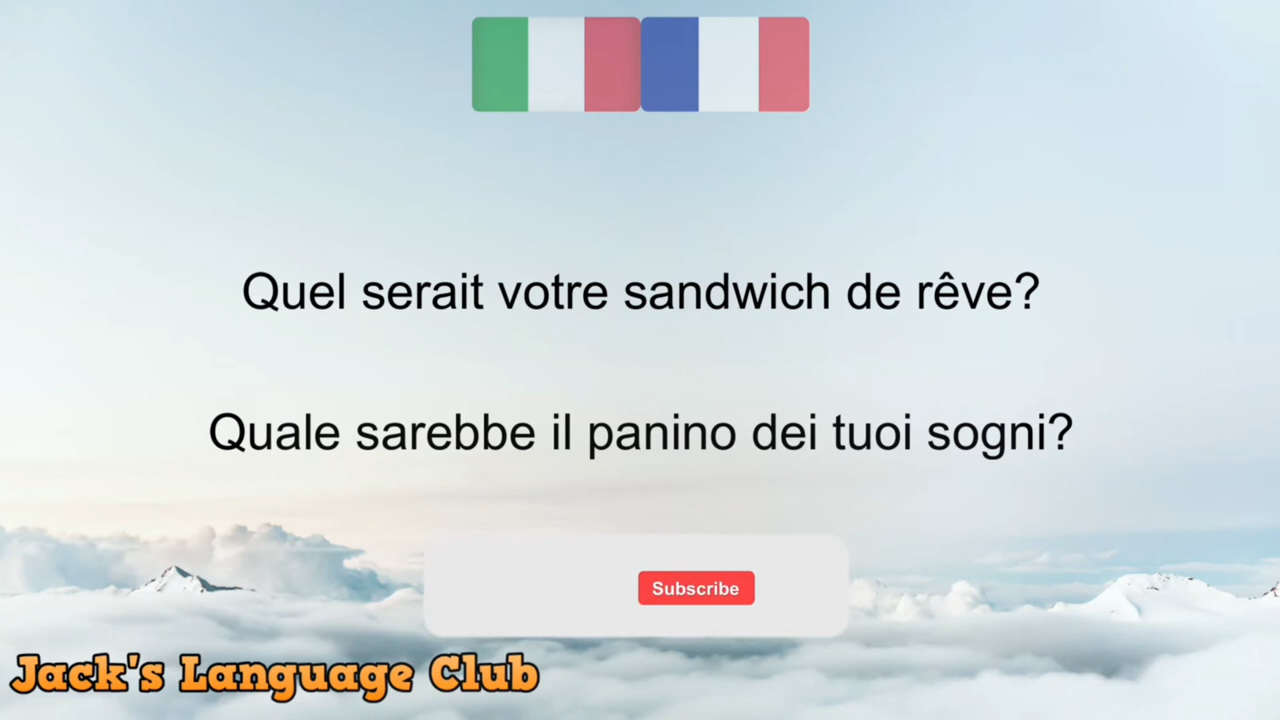 Quel serait votre sandwich de rêve?
Quale sarebbe il panino dei tuoi sogni?
Subscribe
Jack's Language Club